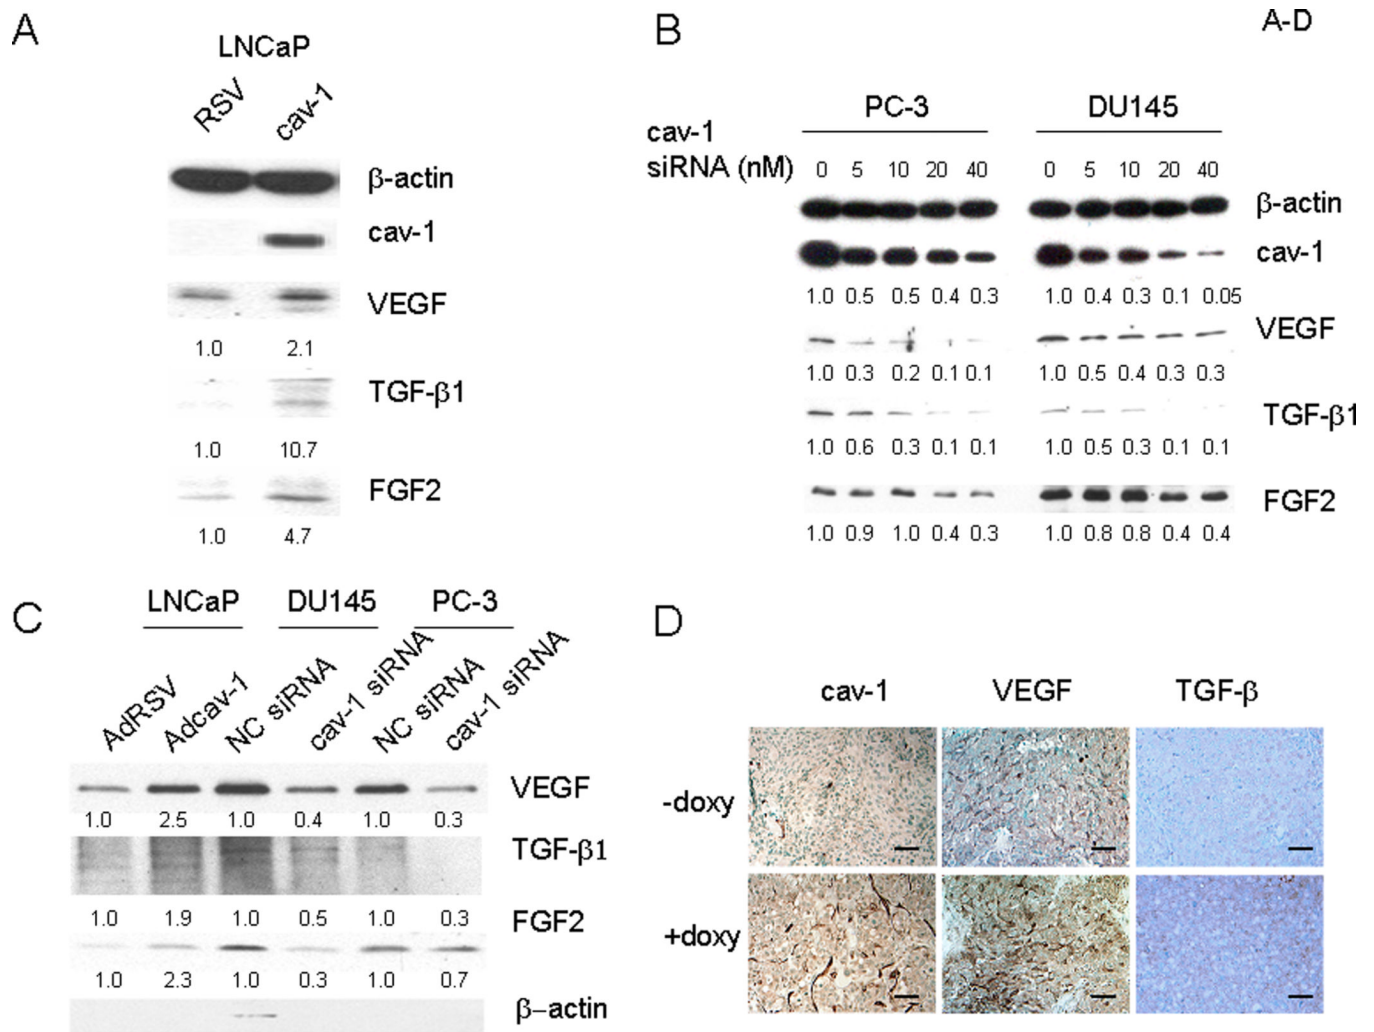 A
LNCaP
RSV cav-1
β-actin
cav-1
VEGF
1.0 2.1
TGF-β1
1.0 10.7
FGF2
1.0 4.7
B
A-D
PC-3 DU145
cav-1
siRNA (nM) 0 5 10 20 40 0 5 10 20 40
β-actin
cav-1
1.0 0.5 0.5 0.4 0.3 1.0 0.4 0.3 0.1 0.05
VEGF
1.0 0.3 0.2 0.1 0.1 1.0 0.5 0.4 0.3 0.3
TGF-β1
1.0 0.6 0.3 0.1 0.1 1.0 0.5 0.3 0.1 0.1
FGF2
1.0 0.9 1.0 0.4 0.3 1.0 0.8 0.8 0.4 0.4
C
LNCaP DU145 PC-3
AdRSV Adcav-1 NC siRNA cav-1 siRNA NC siRNA cav-1 siRNA
VEGF
1.0 2.5 1.0 0.4 1.0 0.3
TGF-β1
1.0 1.9 1.0 0.5 1.0 0.3
FGF2
1.0 2.3 1.0 0.3 1.0 0.7
β–actin
D
cav-1 VEGF TGF-β
-doxy
+doxy